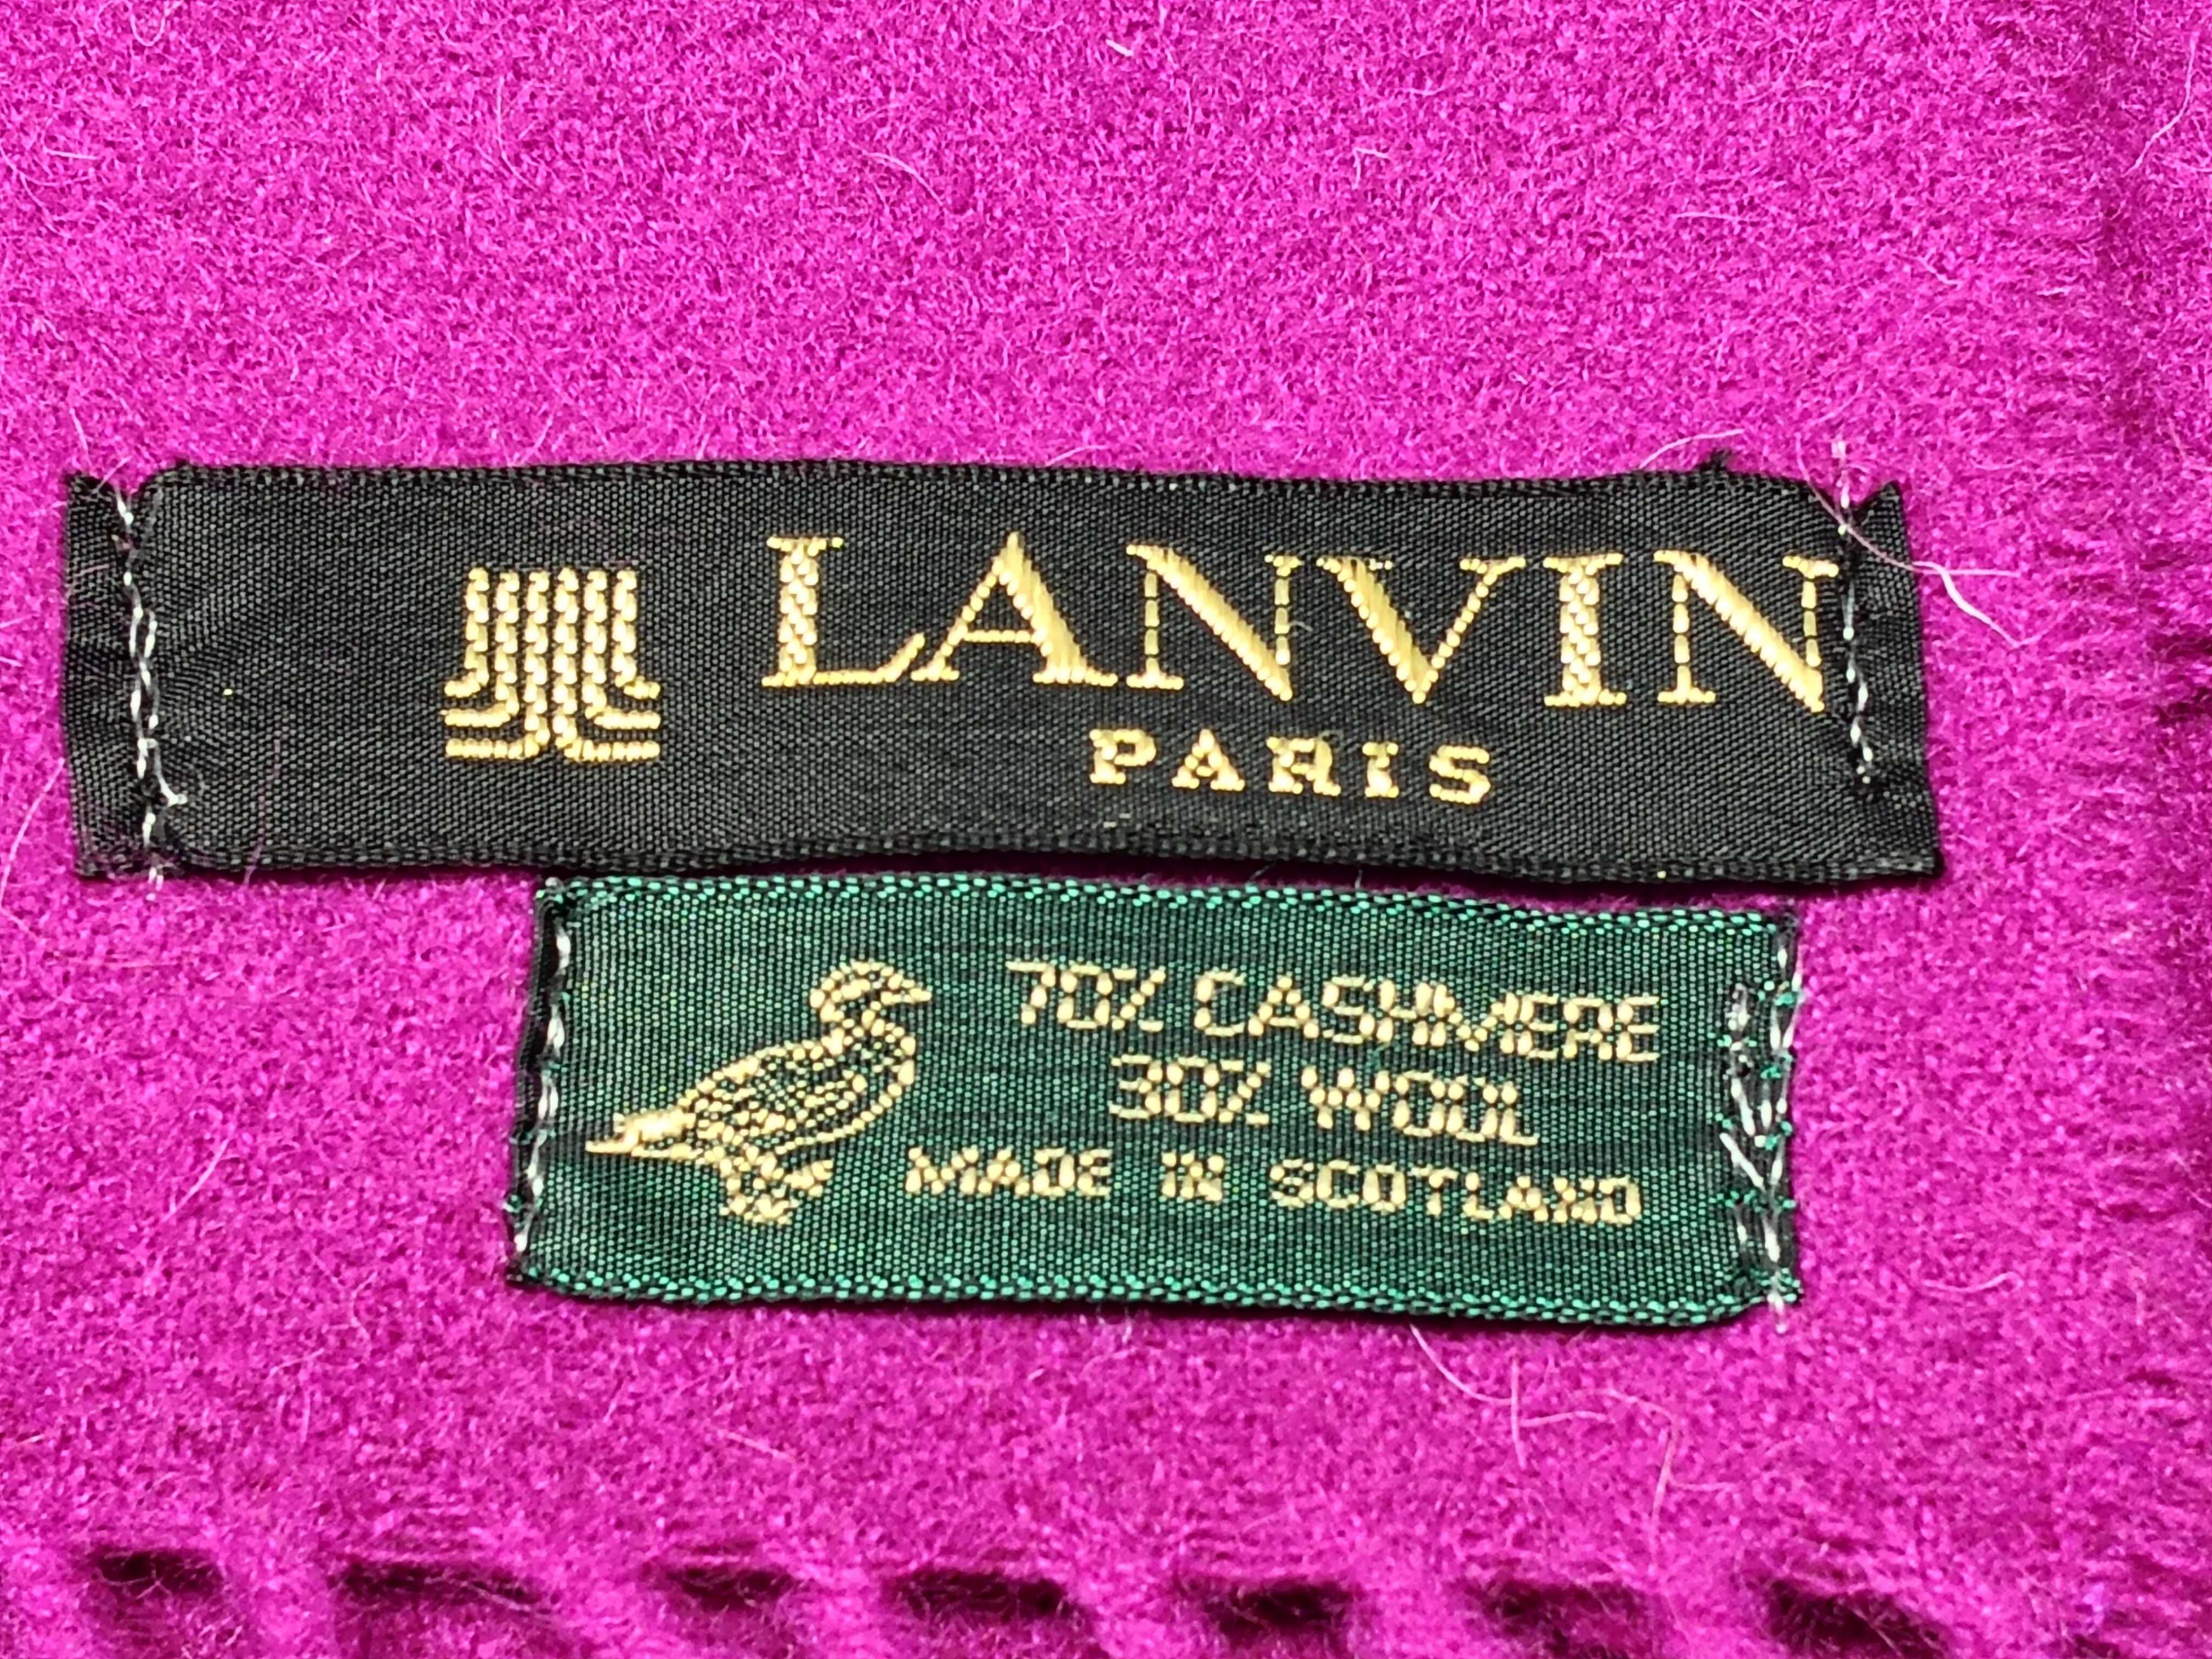 LANVIN
PARIS
70% CASHMERE
30% WOOL
MADE IN SCOTLAND